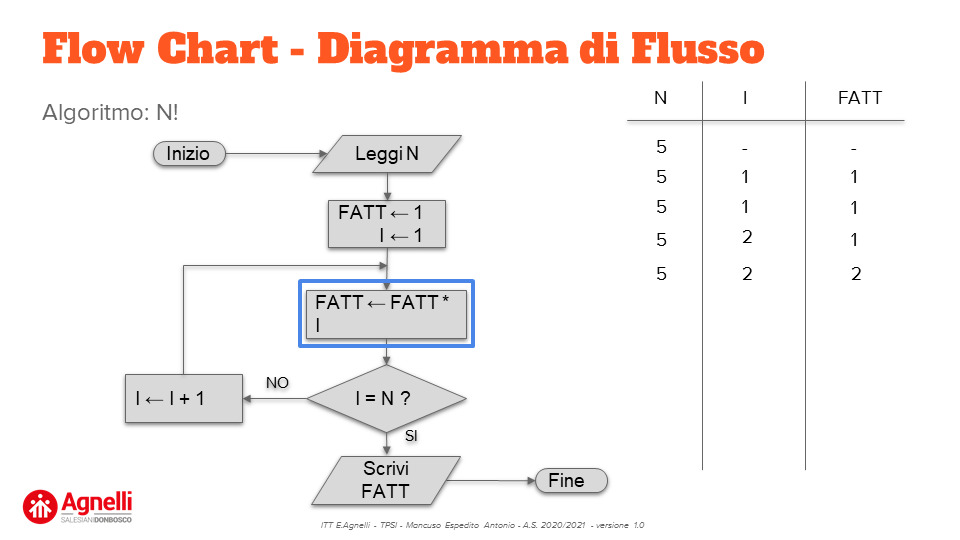 Flow Chart - Diagramma di Flusso
Algoritmo: N!
Inizio
Leggi N
FATT ← 1
I ← 1
FATT ← FATT *
I
I = N ?
NO
I ← I + 1
SI
Scrivi
FATT
Fine
N I FATT
5 - -
5 1 1
5 1 1
5 2 1
5 2 2
Agnelli
SALESIANI DONBOSCO
ITT E.Agnelli - TPSI - Mancuso Espedito Antonio - A.S. 2020/2021 - versione 1.0